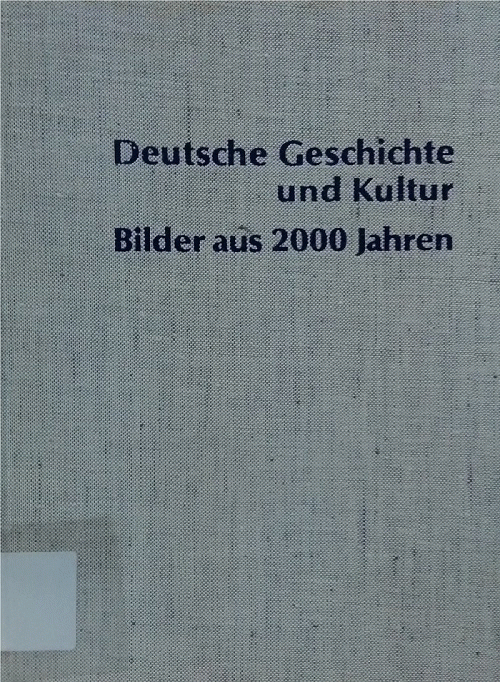 Deutsche Geschichte
und Kultur
Bilder aus 2000 Jahren